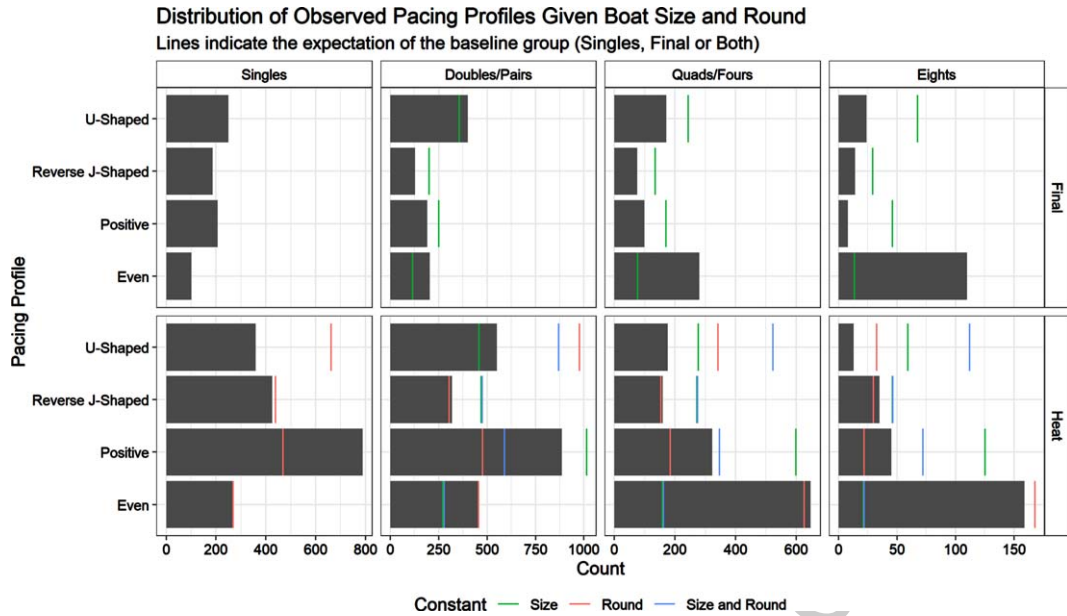 Distribution of Observed Pacing Profiles Given Boat Size and Round
Lines indicate the expectation of the baseline group (Singles, Final or Both)
Singles Doubles/Pairs Quads/Fours Eights
U-Shaped
Reverse J-Shaped
Positive
Even
Final
U-Shaped
Reverse J-Shaped
Positive
Even
Heat
Pacing Profile
0 200 400 600 800 0 250 500 750 1000 0 200 400 600 0 50 100 150
Count
Constant Size Round Size and Round